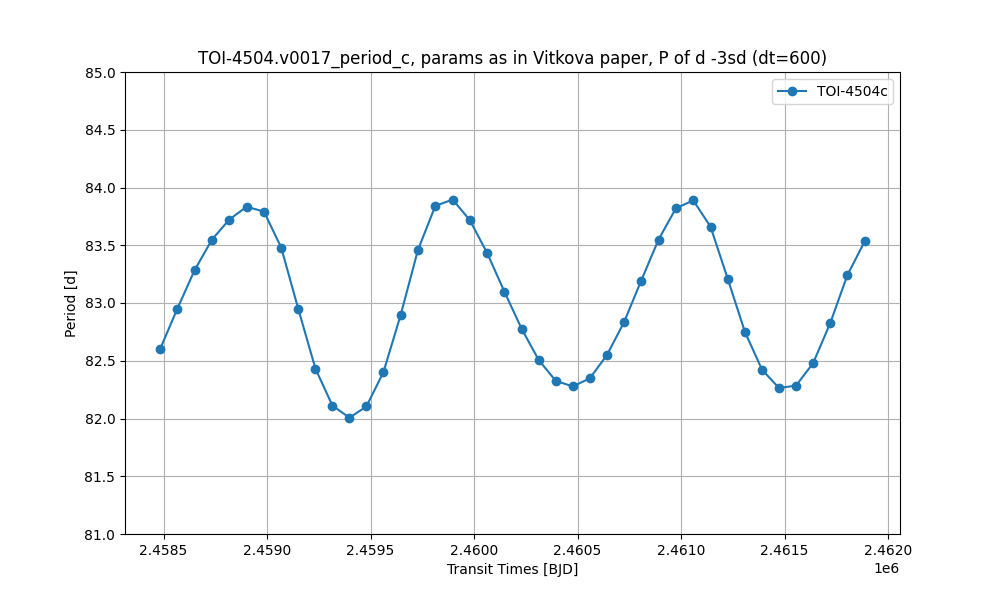 TOI-4504.v0017_period_c, params as in Vitkova paper, P of d -3sd (dt=600)
TOI-4504c
85.0
84.5
84.0
83.5
83.0
82.5
82.0
81.5
81.0
Period [d]
2.4585 2.4590 2.4595 2.4600 2.4605 2.4610 2.4615 2.4620
1e6
Transit Times [BJD]